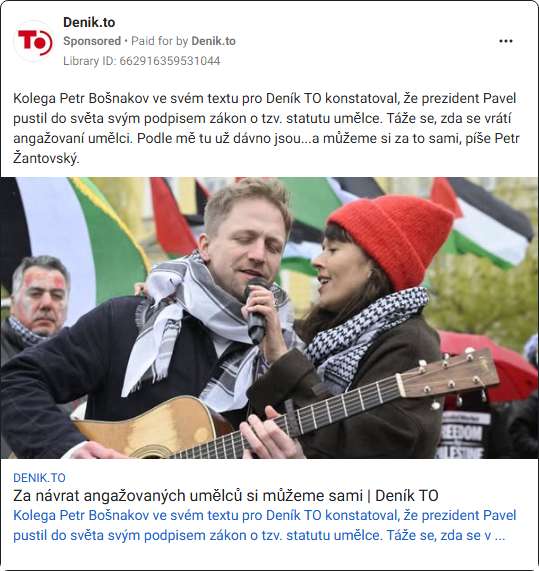 Denik.to
Sponsored • Paid for by Denik.to
Library ID: 662916359531044
TO
Kolega Petr Bošnakov ve svém textu pro Deník TO konstatoval, že prezident Pavel
pustil do světa svým podpisem zákon o tzv. statutu umělce. Táže se, zda se vrátí
angažovaní umělci. Podle mě tu už dávno jsou...a můžeme si za to sami, píše Petr
Žantovský.
FREEDOM
DENIK.TO
Za návrat angažovaných umělců si můžeme sami | Deník TO
Kolega Petr Bošnakov ve svém textu pro Deník TO konstatoval, že prezident Pavel
pustil do světa svým podpisem zákon o tzv. statutu umělce. Táže se, zda se v ...